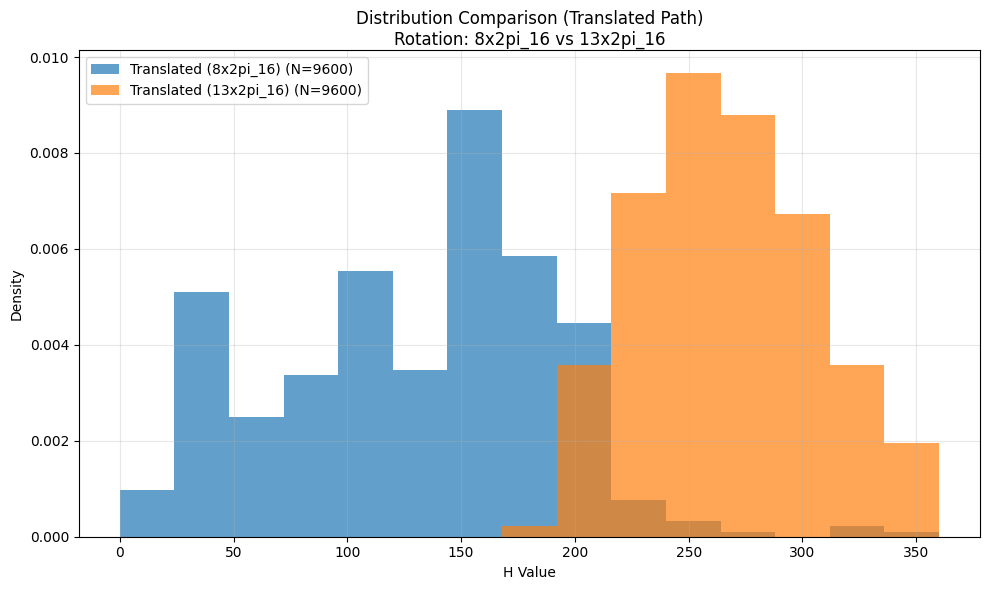 Distribution Comparison (Translated Path)
Rotation: 8x2pi_16 vs 13x2pi_16
Translated (8x2pi_16) (N=9600)
Translated (13x2pi_16) (N=9600)
Density
0.010
0.008
0.006
0.004
0.002
0.000
0 50 100 150 200 250 300 350
H Value